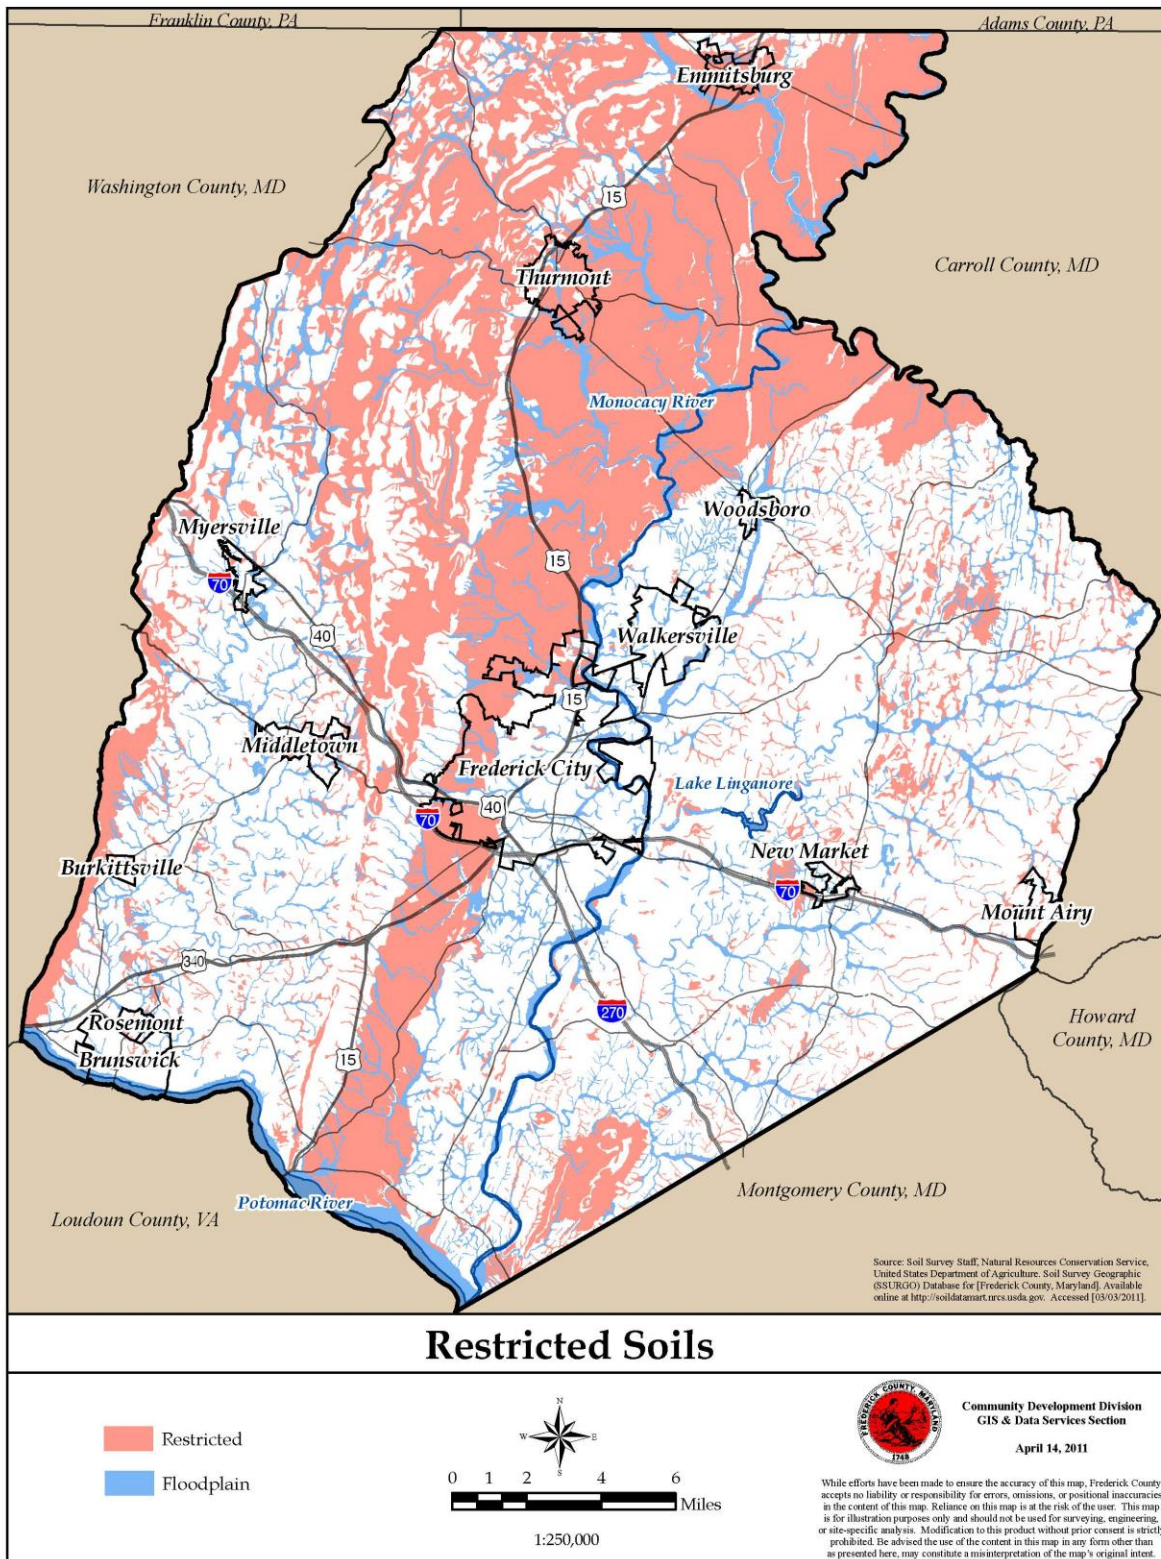 Franklin County, PA
Adams County, PA
Emmitsburg
Washington County, MD
15
Carroll County, MD
Thurmont
Monocacy River
Woodsboro
Myersville
15
70
40
Walkersville
15
Middletown
Frederick City
Lake Linganore
40
70
New Market
Burkittsville
70
Mount Airy
340
270
Rosemont
Howard
County, MD
Brunswick
15
Montgomery County, MD
Potomac River
Loudoun County, VA
Source: Soil Survey Staff, Natural Resources Conservation Service,
United States Department of Agriculture. Soil Survey Geographic
(SSURGO) Database for [Frederick County, Maryland]. Available
online at http://soildatamart.nrcs.usda.gov. Accessed [03/03/2011].
Restricted Soils
Restricted
Floodplain
N
W E
S
0 1 2 4 6
Miles
1:250,000
FREDERICK COUNTY, MARYLAND
1748
Community Development Division
GIS & Data Services Section
April 14, 2011
While efforts have been made to ensure the accuracy of this map, Frederick County
accepts no liability or responsibility for errors, omissions, or positional inaccuracies
in the content of this map. Reliance on this map is at the risk of the user. This map
is for illustration purposes only and should not be used for surveying, engineering,
or site-specific analysis. Modification to this product without prior consent is strictly
prohibited. Be advised the use of the content in this map in any form other than
as presented here, may constitute a misinterpretation of the map's original intent.